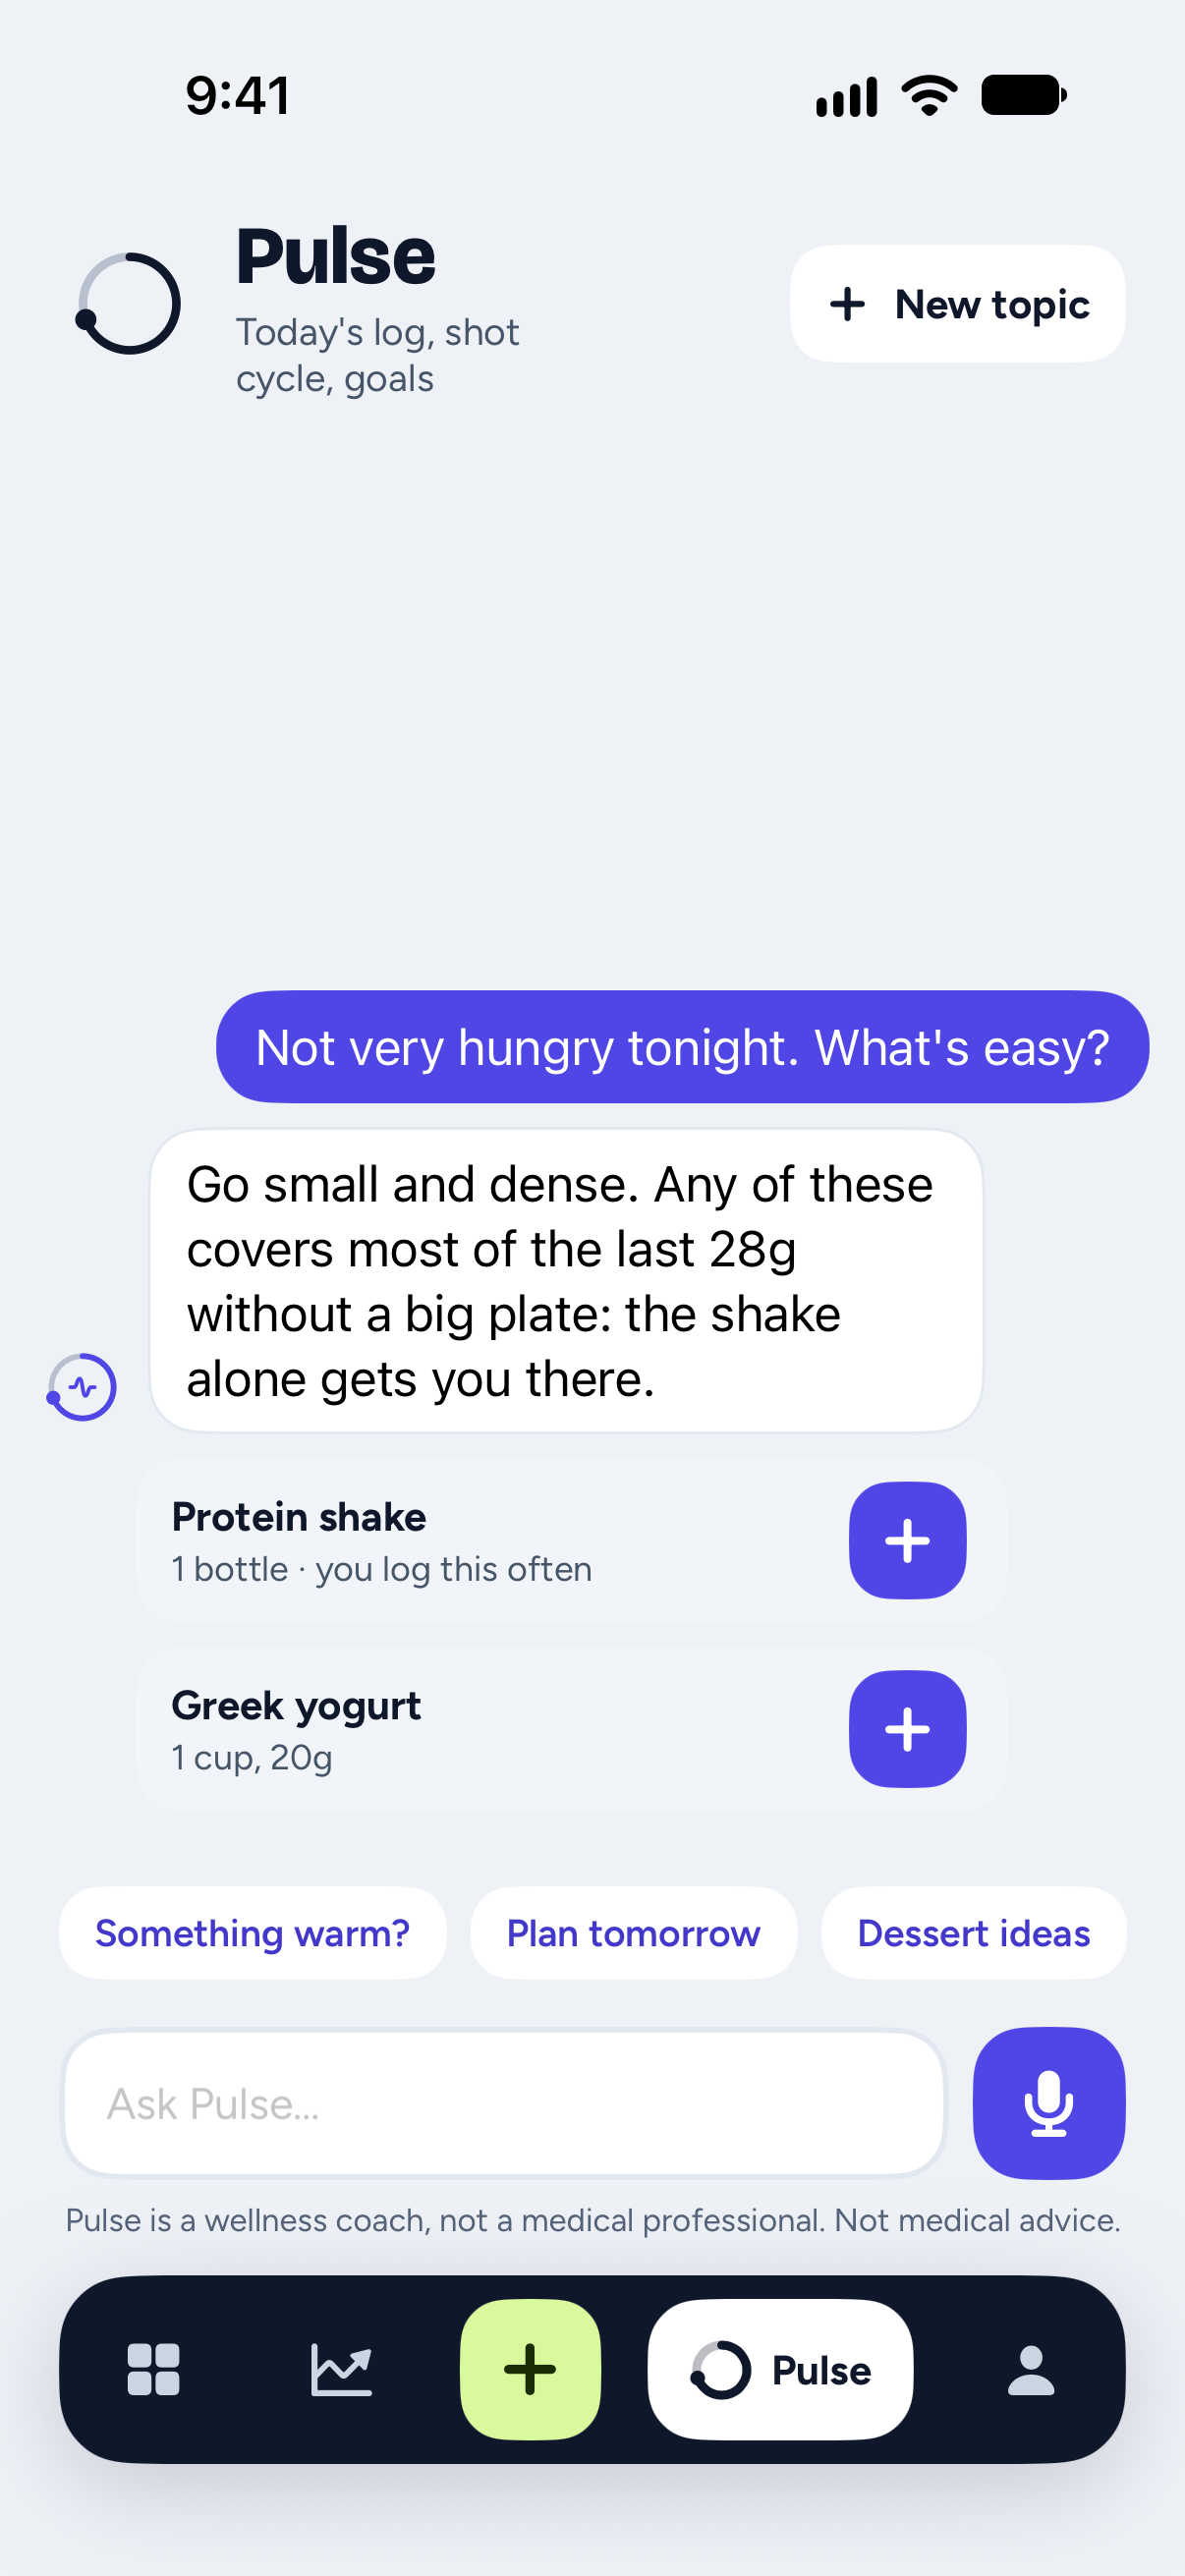 9:41
Pulse
Today's log, shot
cycle, goals
New topic
Not very hungry tonight. What's easy?
Go small and dense. Any of these
covers most of the last 28g
without a big plate: the shake
alone gets you there.
Protein shake
1 bottle · you log this often
Greek yogurt
1 cup, 20g
Something warm?
Plan tomorrow
Dessert ideas
Ask Pulse...
Pulse is a wellness coach, not a medical professional. Not medical advice.
Pulse